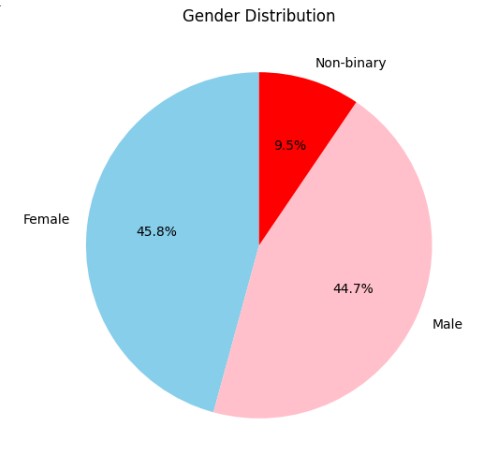 Gender Distribution
Non-binary
9.5%
Female
45.8%
44.7%
Male